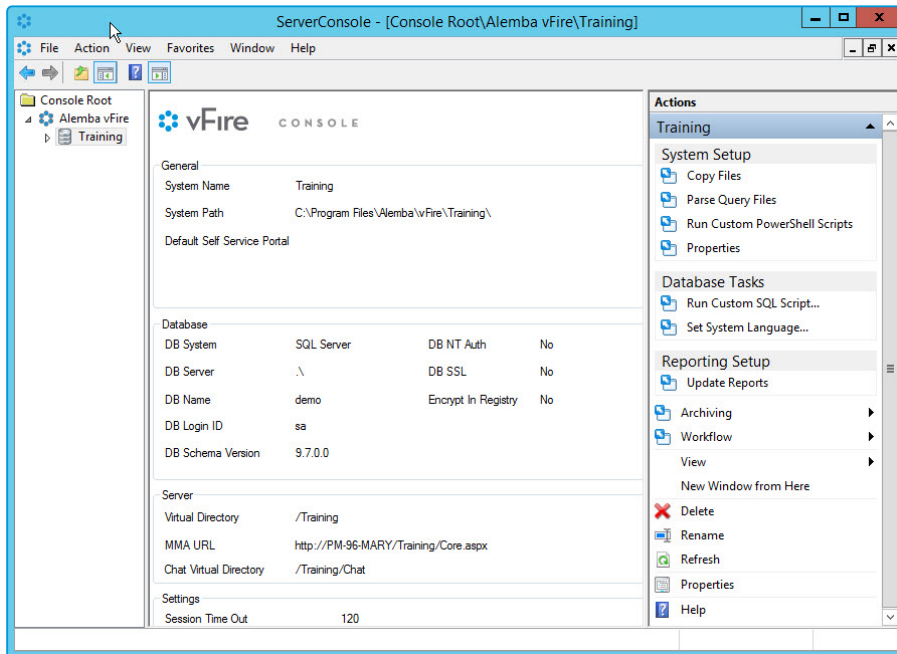 ServerConsole - [Console Root\Alemba vFire\Training]
File Action View Favorites Window Help
Console Root
Alemba vFire
Training
vFire CONSOLE
General
System Name Training
System Path C:\Program Files\Alemba\vFire\Training\
Default Self Service Portal
Database
DB System SQL Server DB NT Auth No
DB Server .\ DB SSL No
DB Name demo Encrypt In Registry No
DB Login ID sa
DB Schema Version 9.7.0.0
Server
Virtual Directory /Training
MMA URL http://PM-96-MARY/Training/Core.aspx
Chat Virtual Directory /Training/Chat
Settings
Session Time Out 120
Actions
Training
System Setup
Copy Files
Parse Query Files
Run Custom PowerShell Scripts
Properties
Database Tasks
Run Custom SQL Script...
Set System Language...
Reporting Setup
Update Reports
Archiving
Workflow
View
New Window from Here
Delete
Rename
Refresh
Properties
Help